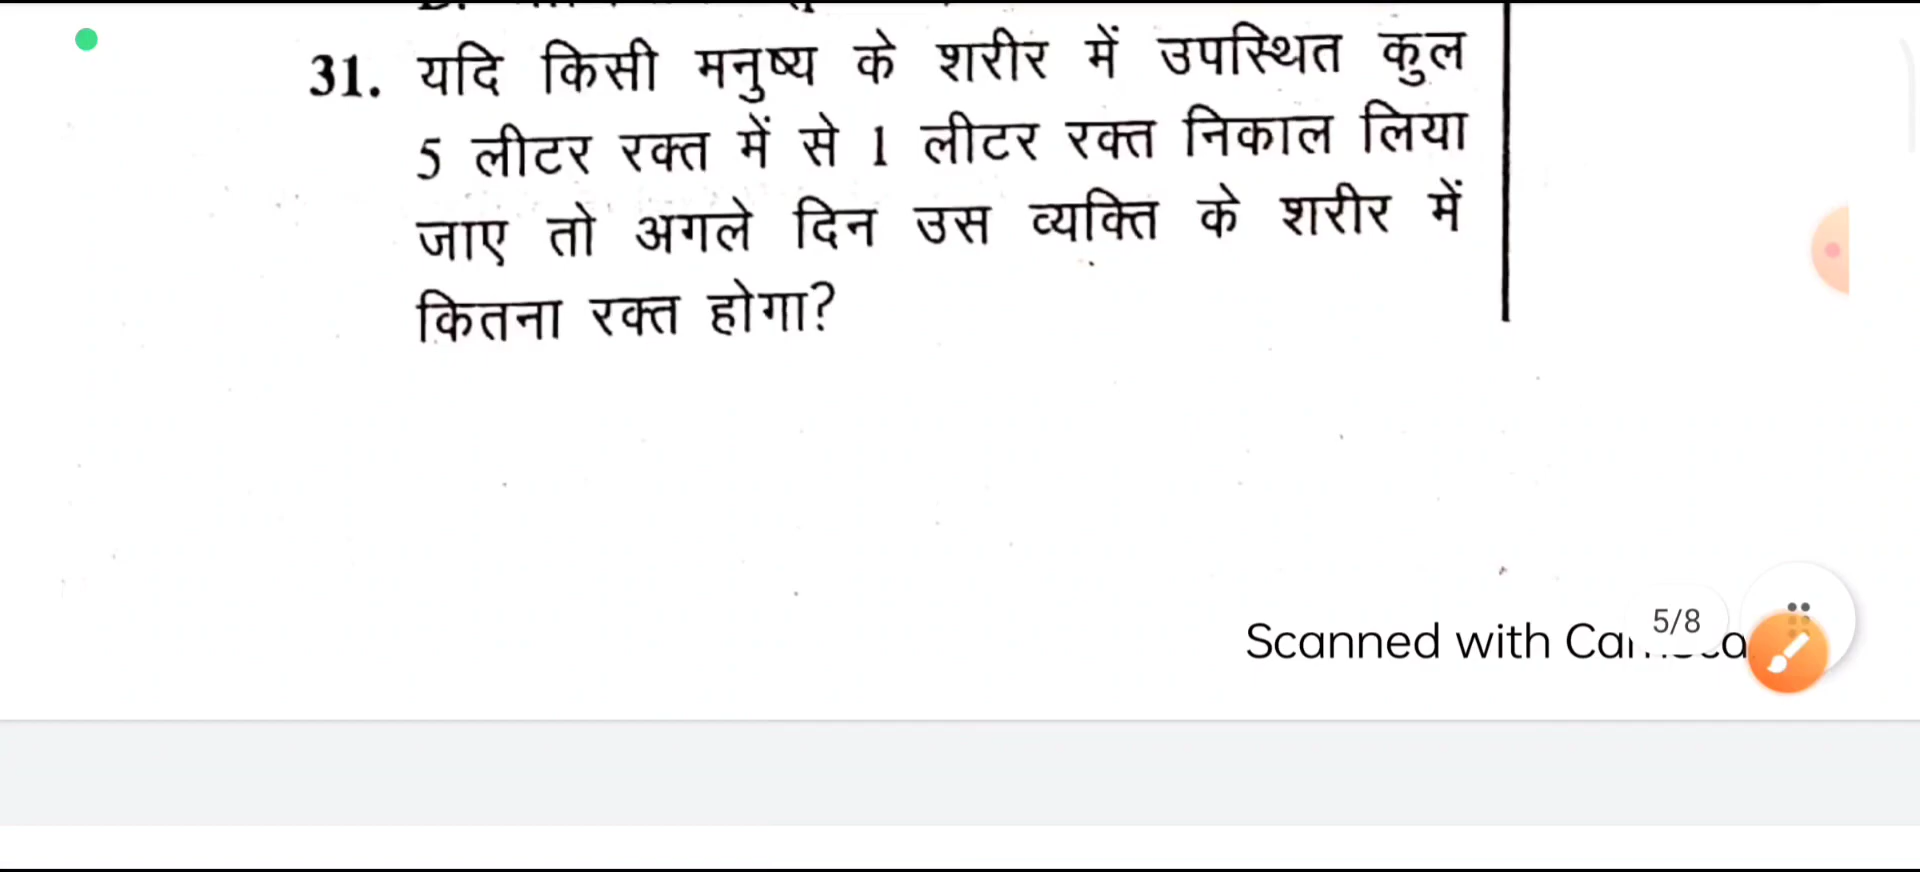 31. यदि किसी मनुष्य के शरीर में उपस्थित कुल
5 लीटर रक्त में से 1 लीटर रक्त निकाल लिया
जाए तो अगले दिन उस व्यक्ति के शरीर में
कितना रक्त होगा?
5/8
Scanned with